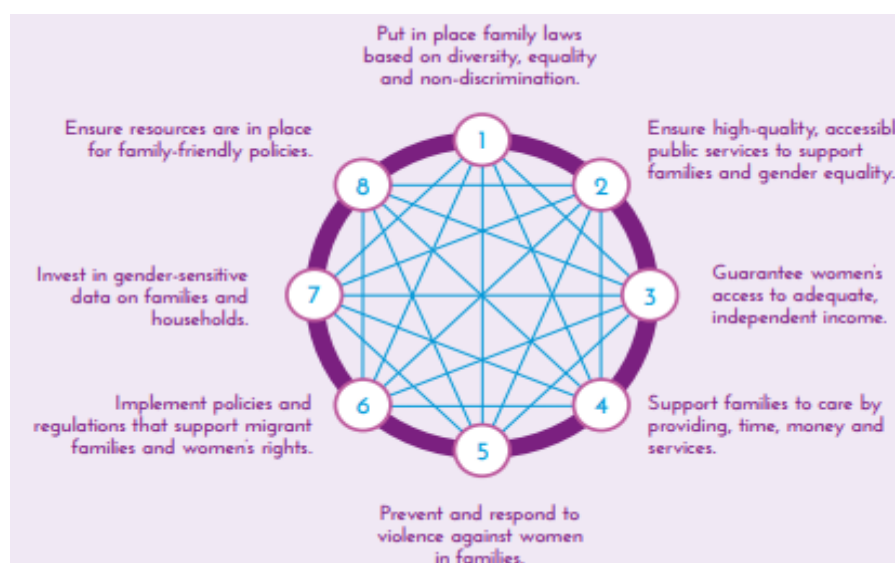 Put in place family laws
based on diversity, equality
and non-discrimination.
1
Ensure high-quality, accessibl
public services to support
families and gender equality.
2
Guarantee women's
access to adequate,
independent income.
3
Support families to care by
providing, time, money and
services.
4
Prevent and respond to
violence against women
in families.
5
Implement policies and
regulations that support migrant
families and women's rights.
6
Invest in gender-sensitive
data on families and
households.
7
Ensure resources are in place
for family-friendly policies.
8